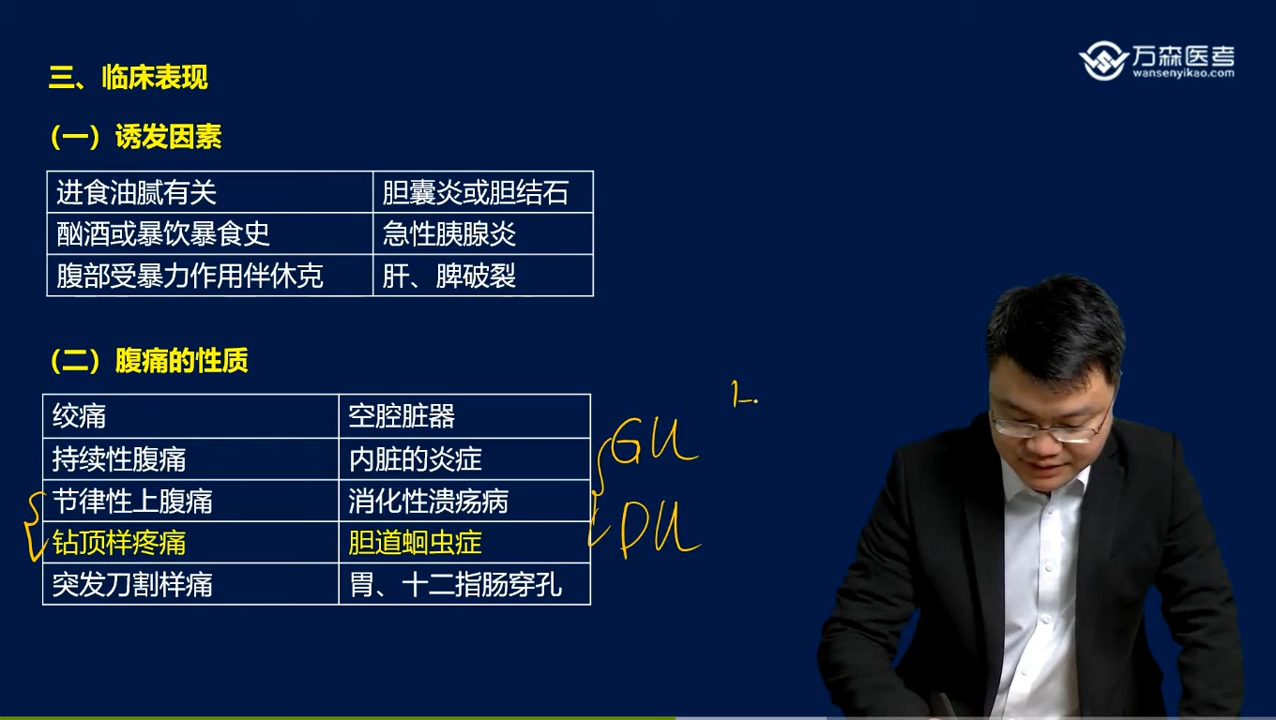 万森医考
wansenyikao.com
三、临床表现
（一）诱发因素
进食油腻有关 胆囊炎或胆结石
酗酒或暴饮暴食史 急性胰腺炎
腹部受暴力作用伴休克 肝、脾破裂
（二）腹痛的性质
绞痛 空腔脏器
持续性腹痛 内脏的炎症
节律性上腹痛 消化性溃疡病
钻顶样疼痛 胆道蛔虫症
突发刀割样痛 胃、十二指肠穿孔
GU
DU